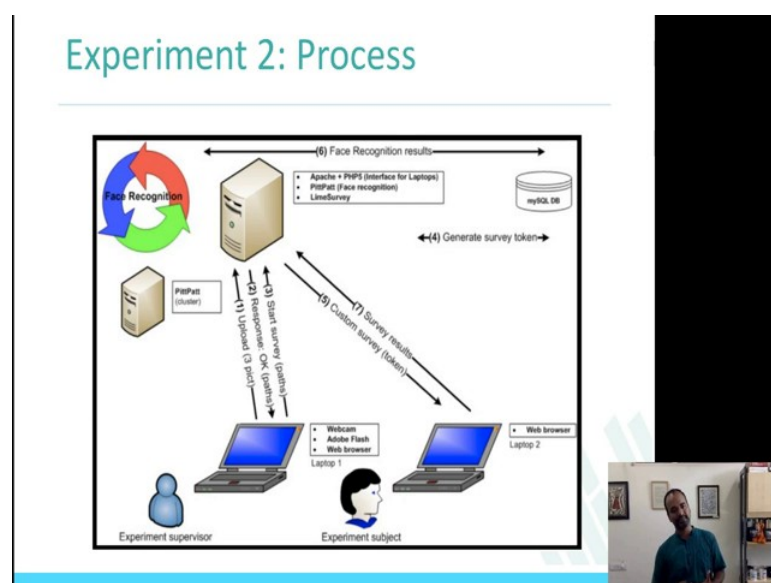 Experiment 2: Process
(6) Face Recognition results
Face Recognition
• Apache + PHP5 (Interface for Laptops)
• PittPatt (Face recognition)
• LimeSurvey
mySQL DB
(4) Generate survey token
PittPatt
(cluster)
(1) Upload (3 pict)
(2) Response: OK (paths)
(3) Start survey (paths)
(5) Custom survey (token)
(7) Survey results
• Webcam
• Adobe Flash
• Web browser
Laptop 1
• Web browser
Laptop 2
Experiment supervisor
Experiment subject